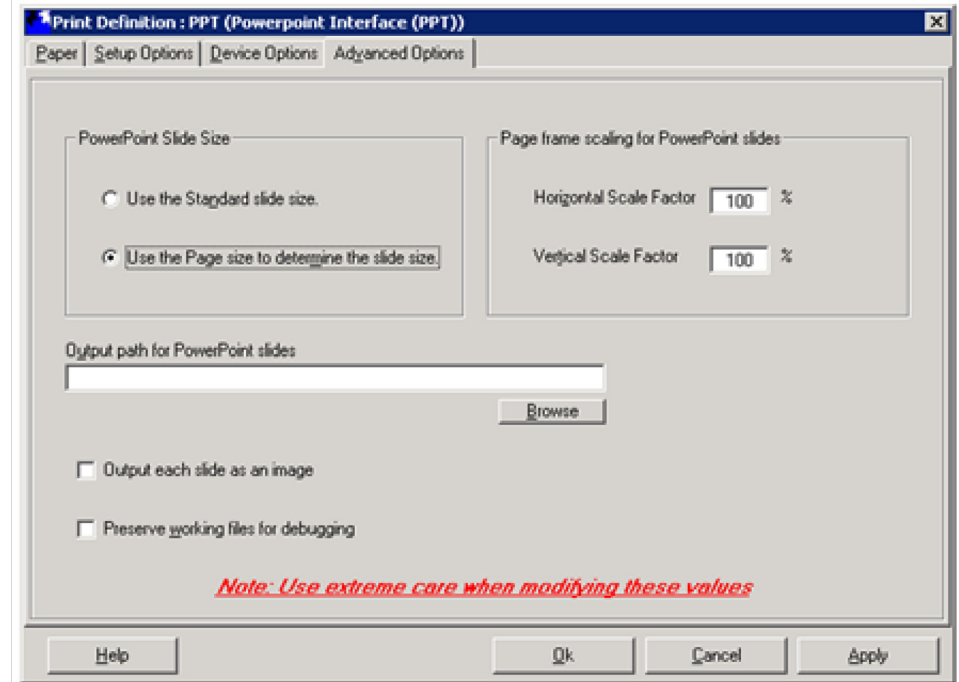 Print Definition : PPT (Powerpoint Interface (PPT))
Paper Setup Options Device Options Advanced Options
PowerPoint Slide Size
Use the Standard slide size.
Use the Page size to determine the slide size.
Page frame scaling for PowerPoint slides
Horizontal Scale Factor 100 %
Vertical Scale Factor 100 %
Output path for PowerPoint slides
Browse
Output each slide as an image
Preserve working files for debugging
Note: Use extreme care when modifying these values
Help Ok Cancel Apply